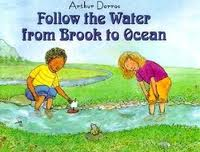 Arthur Dorros
Follow the Water
from Brook to Ocean